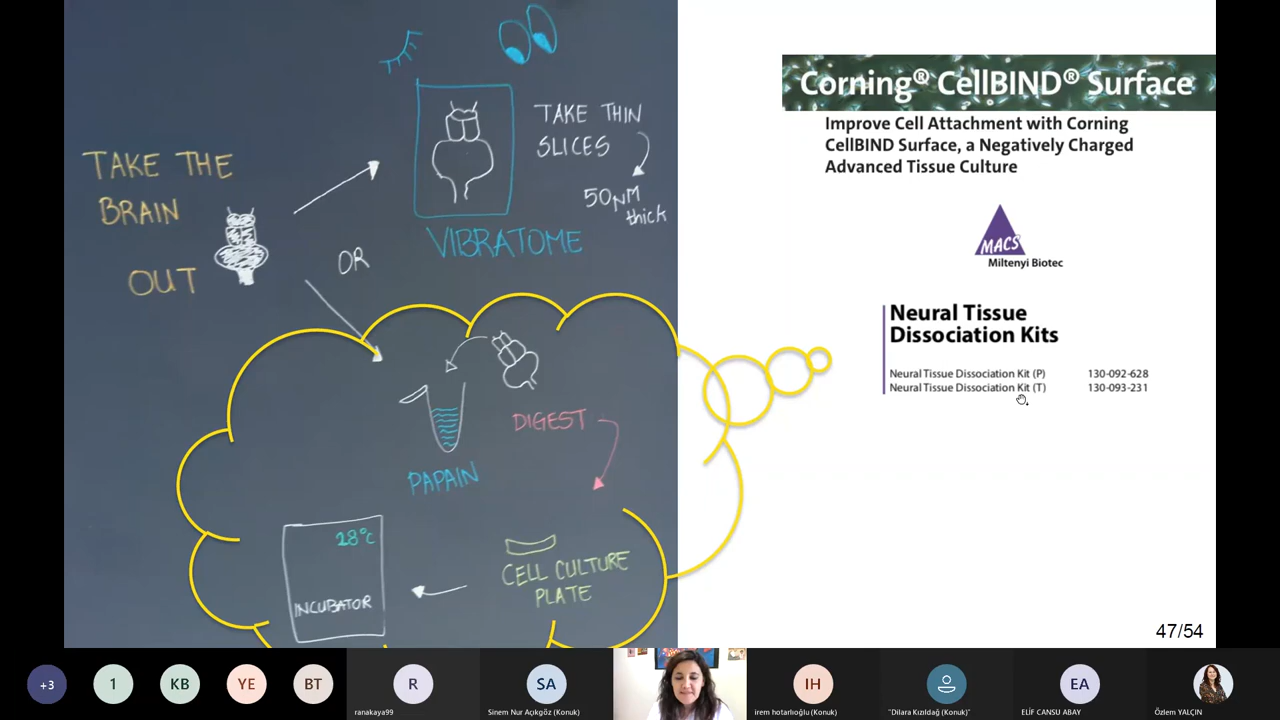 TAKE THE
BRAIN
OUT
OR
TAKE THIN
SLICES
50µM
thick
VIBRATOME
DIGEST
PAPAIN
CELL CULTURE
PLATE
28°C
INCUBATOR
Corning® CellBIND® Surface
Improve Cell Attachment with Corning
CellBIND Surface, a Negatively Charged
Advanced Tissue Culture
MACS
Miltenyi Biotec
Neural Tissue
Dissociation Kits
Neural Tissue Dissociation Kit (P) 130-092-628
Neural Tissue Dissociation Kit (T) 130-093-231
47/54
+3
1
KB
YE
BT
R
ranakaya99
SA
Sinem Nur Açıkgöz (Konuk)
IH
irem hotarlıoğlu (Konuk)
"Dilara Kızıldağ (Konuk)"
EA
ELİF CANSU ABAY
Özlem YALÇIN